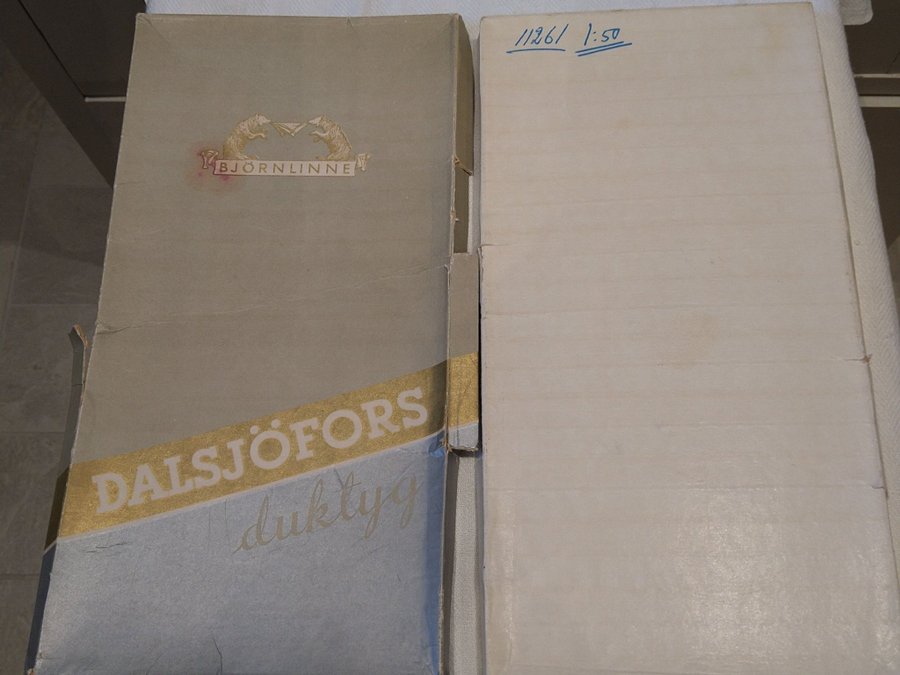 BJÖRNLINNE
DALSJÖFORS
duktyg
11261 1:50